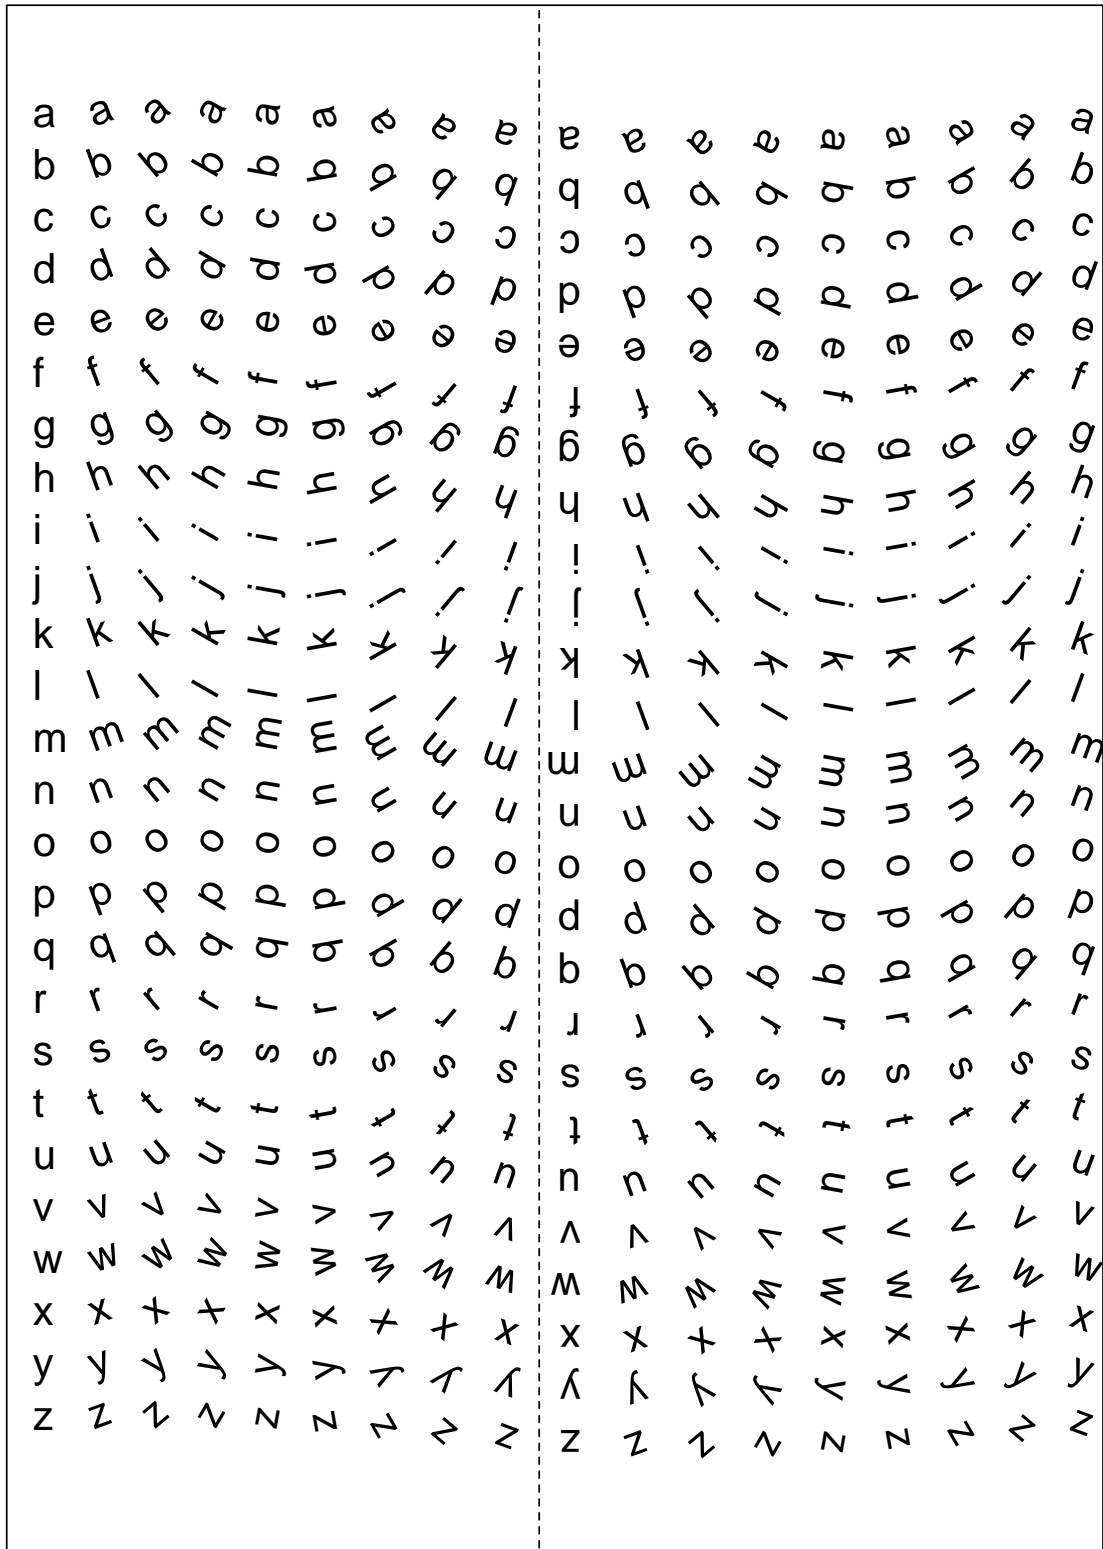 a a a a a a a a a a a a a a a a a a
b b b b b b b b b b b b b b b b b b
c c c c c c c c c c c c c c c c c c
d d d d d d d d d d d d d d d d d d
e e e e e e e e e e e e e e e e e e
f f f f f f f f f f f f f f f f f f
g g g g g g g g g g g g g g g g g g
h h h h h h h h h h h h h h h h h h
i i i i i i i i i i i i i i i i i i
j j j j j j j j j j j j j j j j j j
k k k k k k k k k k k k k k k k k k
l l l l l l l l l l l l l l l l l l
m m m m m m m m m m m m m m m m m m
n n n n n n n n n n n n n n n n n n
o o o o o o o o o o o o o o o o o o
p p p p p p p p p p p p p p p p p p
q q q q q q q q q q q q q q q q q q
r r r r r r r r r r r r r r r r r r
s s s s s s s s s s s s s s s s s s
t t t t t t t t t t t t t t t t t t
u u u u u u u u u u u u u u u u u u
v v v v v v v v v v v v v v v v v v
w w w w w w w w w w w w w w w w w w
x x x x x x x x x x x x x x x x x x
y y y y y y y y y y y y y y y y y y
z z z z z z z z z z z z z z z z z z